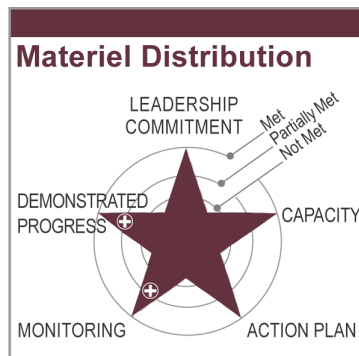 Materiel Distribution
LEADERSHIP
COMMITMENT
Met
Partially Met
Not Met
DEMONSTRATED
PROGRESS
CAPACITY
MONITORING
ACTION PLAN